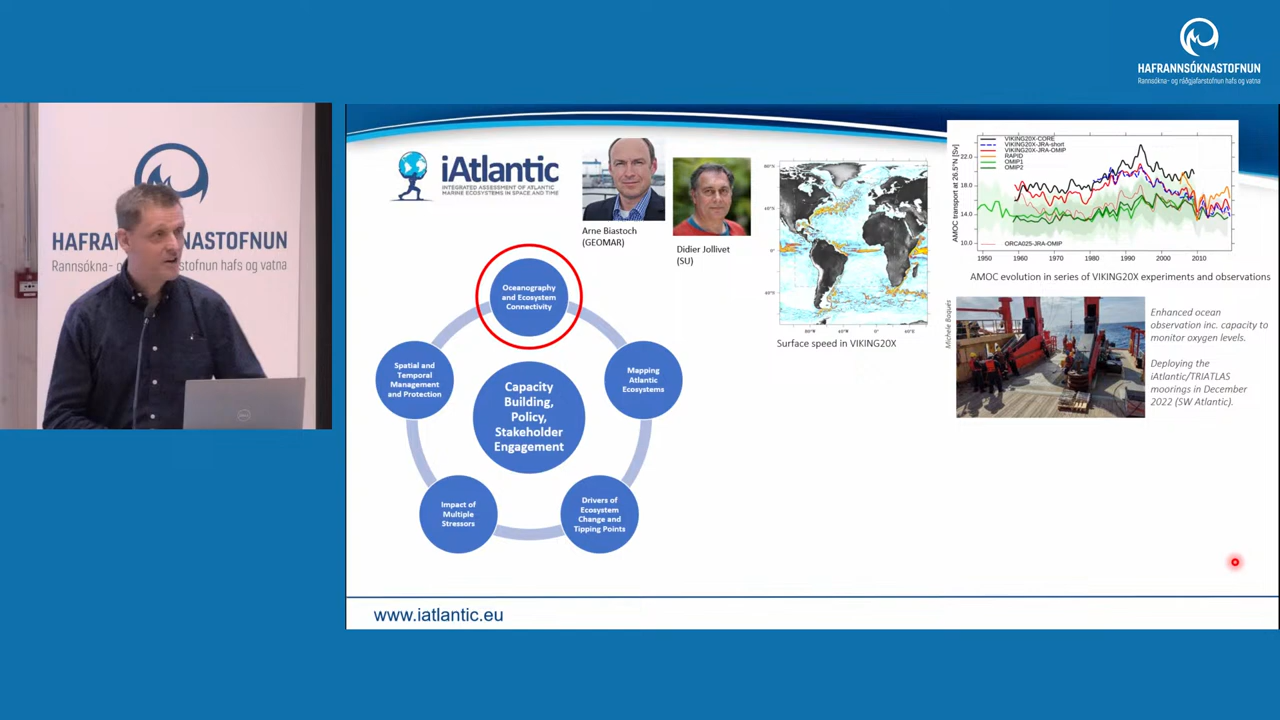 HAFRANNSÓKNASTOFNUN
Rannsókna- og ráðgjafarstofnun hafs og vatna
HAFRANNSÓKNASTOFNUN
Rannsókna- og ráðgjafarstofnun hafs og vatna
iAtlantic
INTEGRATED ASSESSMENT OF ATLANTIC
MARINE ECOSYSTEMS IN SPACE AND TIME
Arne Biastoch
(GEOMAR)
Didier Jollivet
(SU)
Oceanography
and Ecosystem
Connectivity
Spatial and
Temporal
Management
and Protection
Mapping
Atlantic
Ecosystems
Capacity
Building,
Policy,
Stakeholder
Engagement
Impact of
Multiple
Stressors
Drivers of
Ecosystem
Change and
Tipping Points
Surface speed in VIKING20X
AMOC transport at 26.5°N [Sv]
22.0
18.0
14.0
10.0
VIKING20X-CORE
VIKING20X-JRA-short
VIKING20X-JRA-OMIP
RAPID
OMIP1
OMIP2
ORCA025-JRA-OMIP
1950 1960 1970 1980 1990 2000 2010
AMOC evolution in series of VIKING20X experiments and observations
Michele Baqués
Enhanced ocean
observation inc. capacity to
monitor oxygen levels.
Deploying the
iAtlantic/TRIATLAS
moorings in December
2022 (SW Atlantic).
www.iatlantic.eu